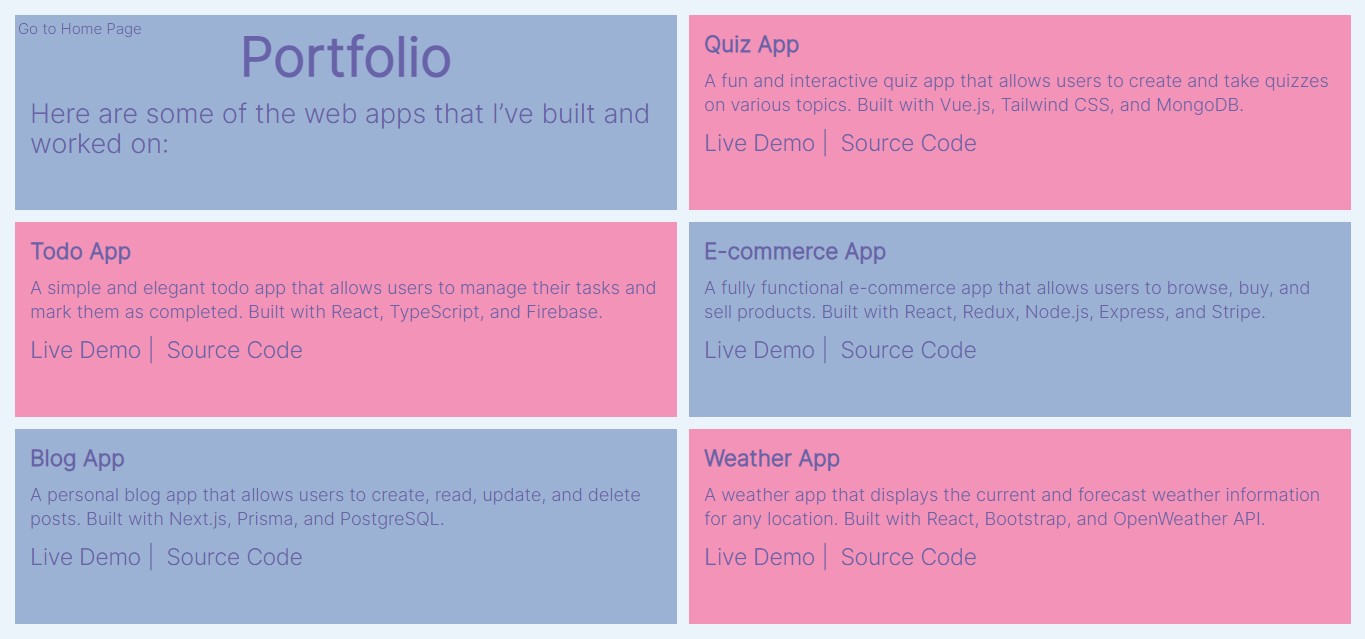 Go to Home Page
Portfolio
Here are some of the web apps that I’ve built and
worked on:
Quiz App
A fun and interactive quiz app that allows users to create and take quizzes
on various topics. Built with Vue.js, Tailwind CSS, and MongoDB.
Live Demo | Source Code
Todo App
A simple and elegant todo app that allows users to manage their tasks and
mark them as completed. Built with React, TypeScript, and Firebase.
Live Demo | Source Code
E-commerce App
A fully functional e-commerce app that allows users to browse, buy, and
sell products. Built with React, Redux, Node.js, Express, and Stripe.
Live Demo | Source Code
Blog App
A personal blog app that allows users to create, read, update, and delete
posts. Built with Next.js, Prisma, and PostgreSQL.
Live Demo | Source Code
Weather App
A weather app that displays the current and forecast weather information
for any location. Built with React, Bootstrap, and OpenWeather API.
Live Demo | Source Code